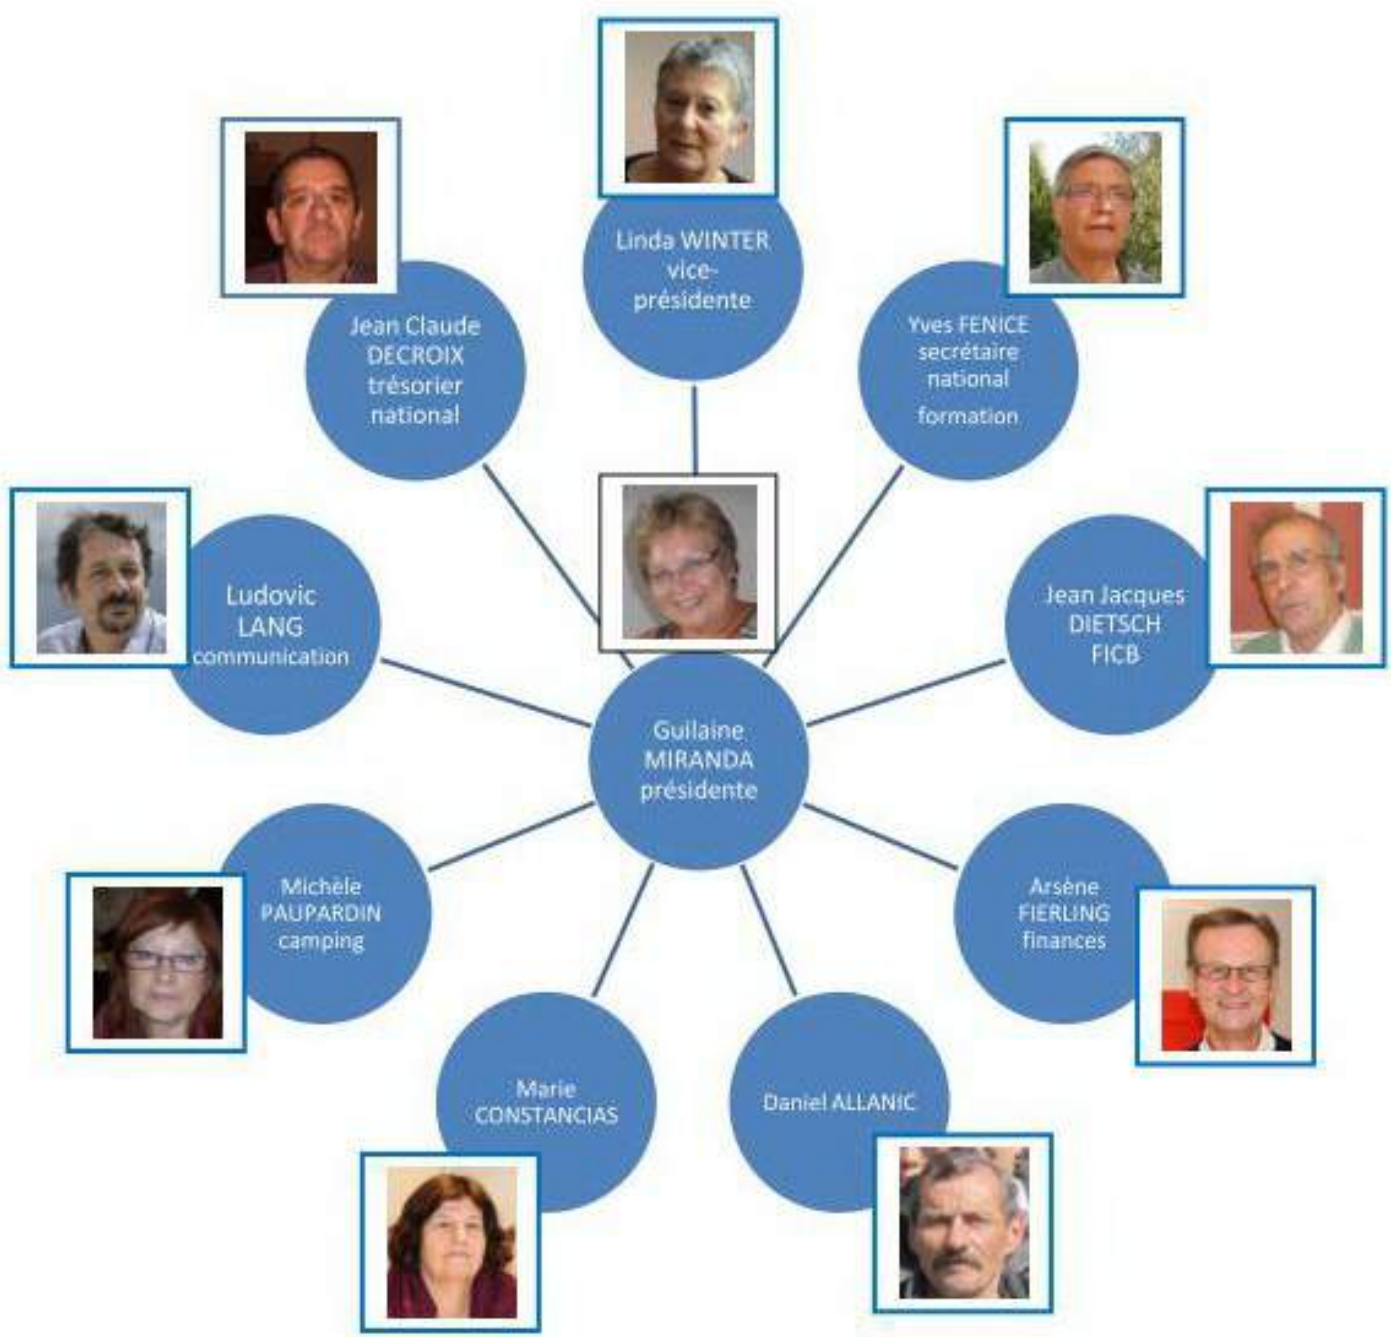 Linda WINTER
vice-
présidente
Jean Claude
DECROIX
trésorier
national
Yves FENICE
secrétaire
national
formation
Ludovic
LANG
communication
Jean Jacques
DIETSCH
FICB
Guilaine
MIRANDA
présidente
Michèle
PAUPARDIN
camping
Arsène
FIERLING
finances
Marie
CONSTANCIAS
Daniel ALLANIC